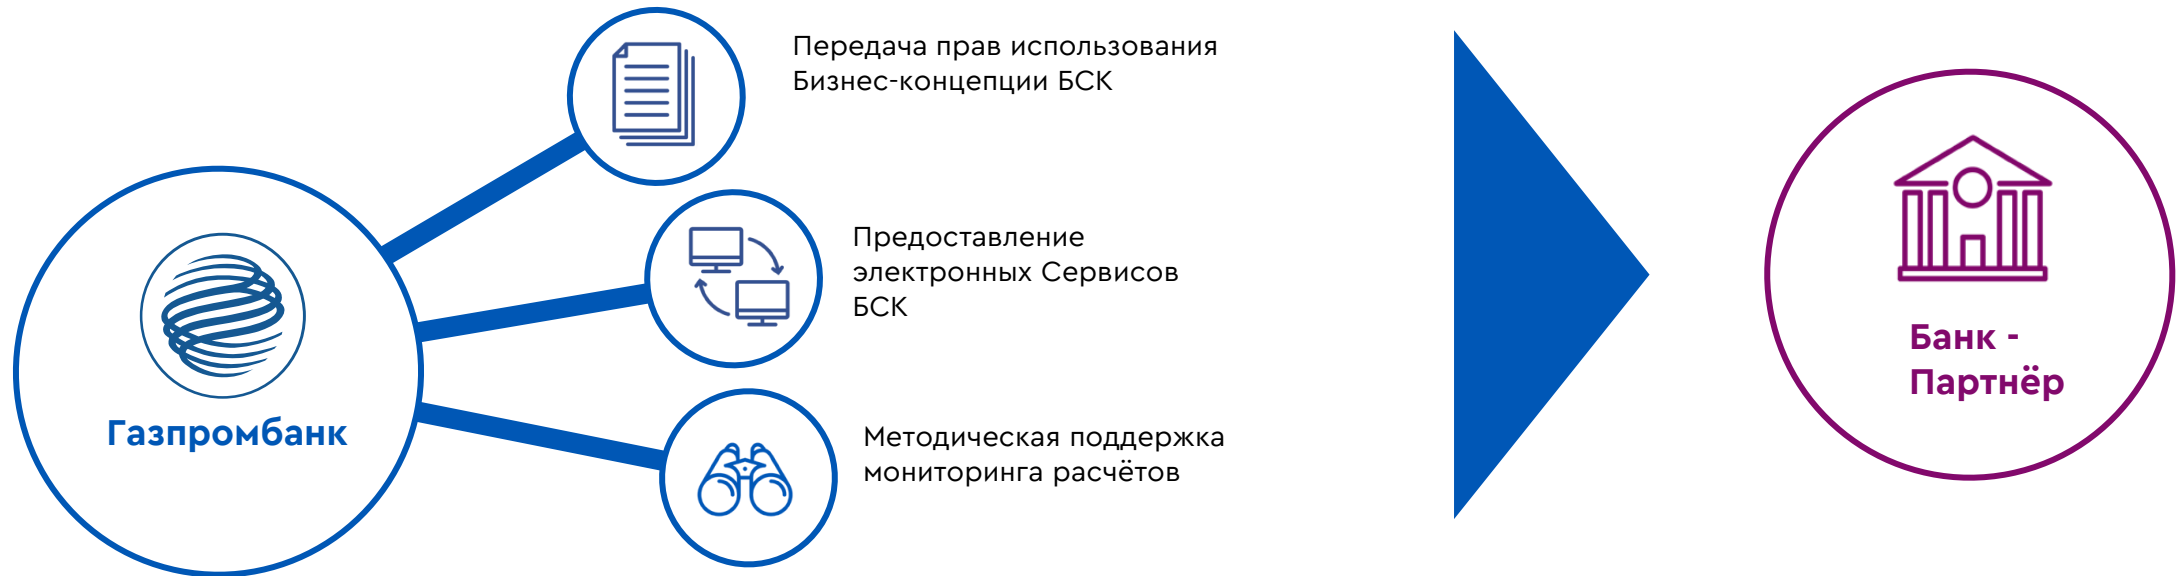 Передача прав использования
Бизнес-концепции БСК
Предоставление
электронных Сервисов
БСК
Методическая поддержка
мониторинга расчётов
Газпромбанк
Банк -
Партнёр